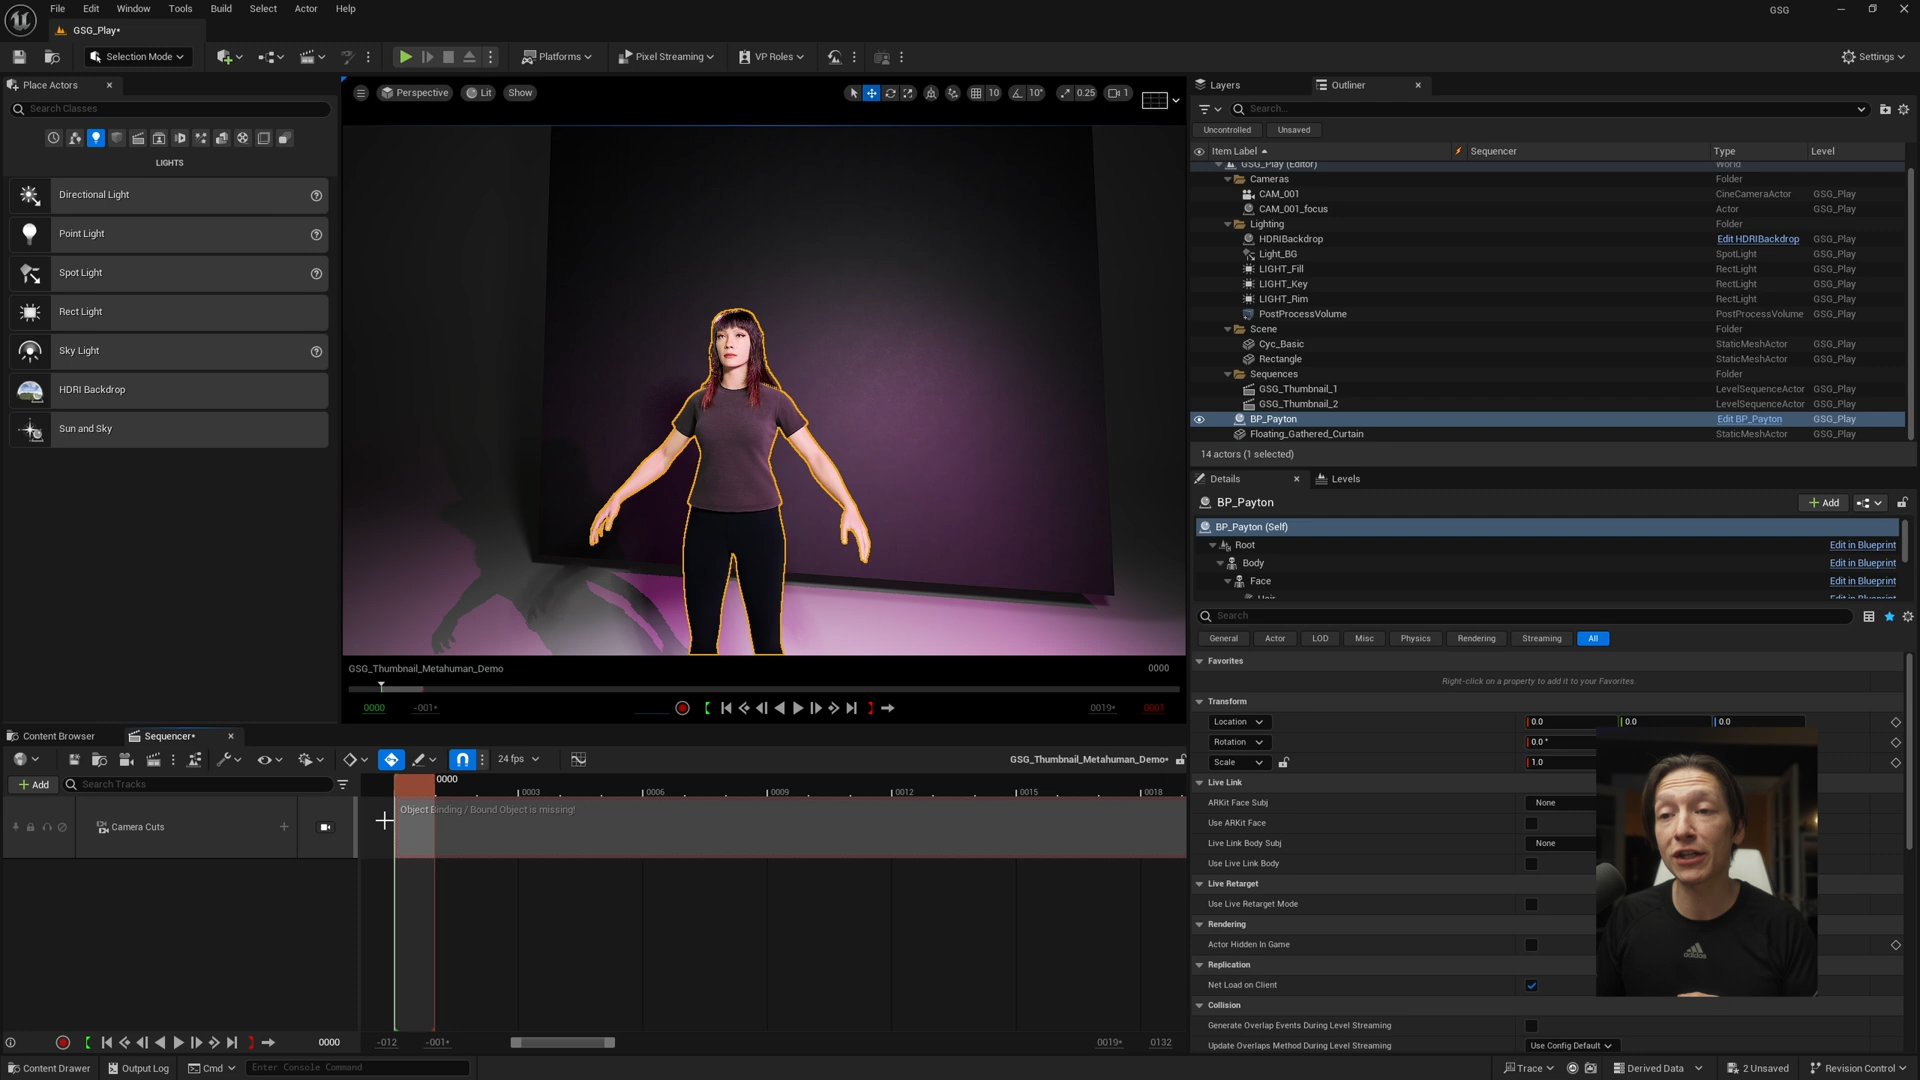 File Edit Window Tools Build Select Actor Help
GSG
GSG_Play•
Selection Mode
Platforms
Pixel Streaming
VP Roles
Settings
Place Actors
Search Classes
LIGHTS
Directional Light
Point Light
Spot Light
Rect Light
Sky Light
HDRI Backdrop
Sun and Sky
Perspective
Lit
Show
10
10°
0.25
1
GSG_Thumbnail_Metahuman_Demo
0000
0000
-001*
0019*
0001
Layers
Outliner
Search...
Uncontrolled
Unsaved
Item Label
Sequencer
Type
Level
GSG_Play (Editor) World
Cameras Folder
CAM_001 CineCameraActor GSG_Play
CAM_001_focus Actor GSG_Play
Lighting Folder
HDRIBackdrop Edit HDRIBackdrop GSG_Play
Light_BG SpotLight GSG_Play
LIGHT_Fill RectLight GSG_Play
LIGHT_Key RectLight GSG_Play
LIGHT_Rim RectLight GSG_Play
PostProcessVolume PostProcessVolume GSG_Play
Scene Folder
Cyc_Basic StaticMeshActor GSG_Play
Rectangle StaticMeshActor GSG_Play
Sequences Folder
GSG_Thumbnail_1 LevelSequenceActor GSG_Play
GSG_Thumbnail_2 LevelSequenceActor GSG_Play
BP_Payton Edit BP_Payton GSG_Play
Floating_Gathered_Curtain StaticMeshActor GSG_Play
14 actors (1 selected)
Details
Levels
BP_Payton
Add
BP_Payton (Self)
Root Edit in Blueprint
Body Edit in Blueprint
Face Edit in Blueprint
Hair Edit in Blueprint
Search
General Actor LOD Misc Physics Rendering Streaming All
Favorites
Right-click on a property to add it to your Favorites.
Transform
Location 0.0 0.0 0.0
Rotation 0.0 °
Scale 1.0
Live Link
ARKit Face Subj None
Use ARKit Face
Live Link Body Subj None
Use Live Link Body
Live Retarget
Use Live Retarget Mode
Rendering
Actor Hidden In Game
Replication
Net Load on Client
Collision
Generate Overlap Events During Level Streaming
Update Overlaps Method During Level Streaming Use Config Default
adidas
Content Browser
Sequencer•
24 fps
GSG_Thumbnail_Metahuman_Demo•
Add
Search Tracks
0000
0003 0006 0009 0012 0015 0018
Object Binding / Bound Object is missing!
Camera Cuts
0000
-012
-001*
0019*
0132
Content Drawer
Output Log
Cmd
Enter Console Command
Trace
Derived Data
2 Unsaved
Revision Control